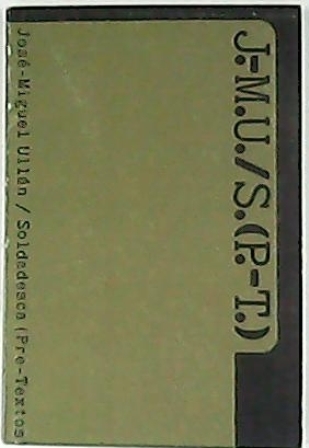 J.-M.U./S.(P.-T.)
José-Miguel Ullán / Soldadesca (Pre-Textos